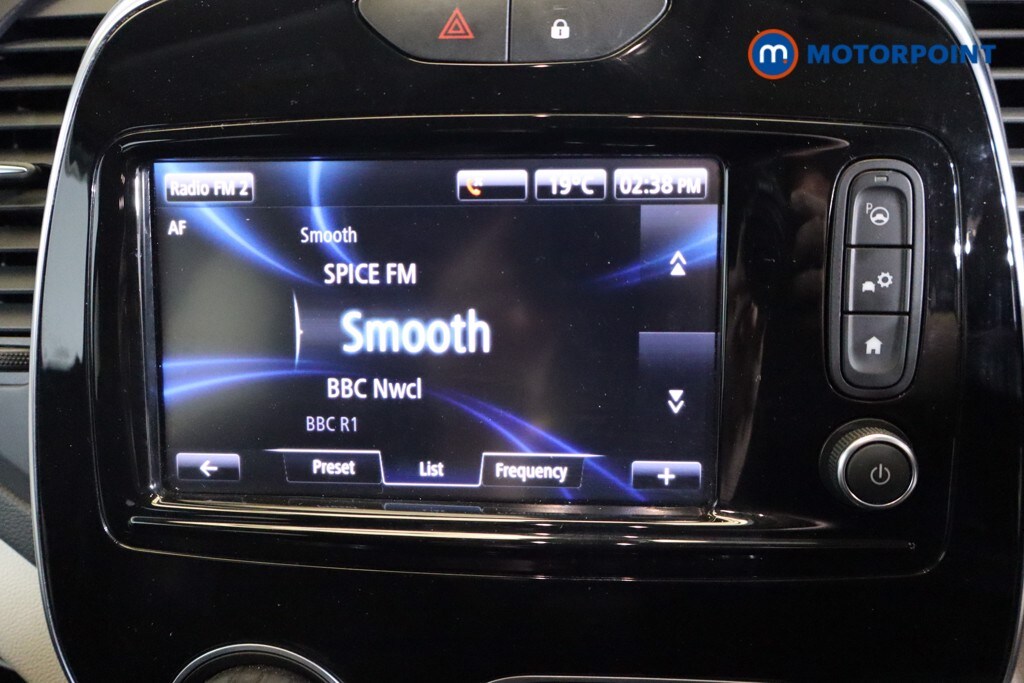 m MOTORPOINT
Radio FM 2 19°C 02:38 PM
AF
Smooth
SPICE FM
Smooth
BBC Nwcl
BBC R1
Preset List Frequency +
P